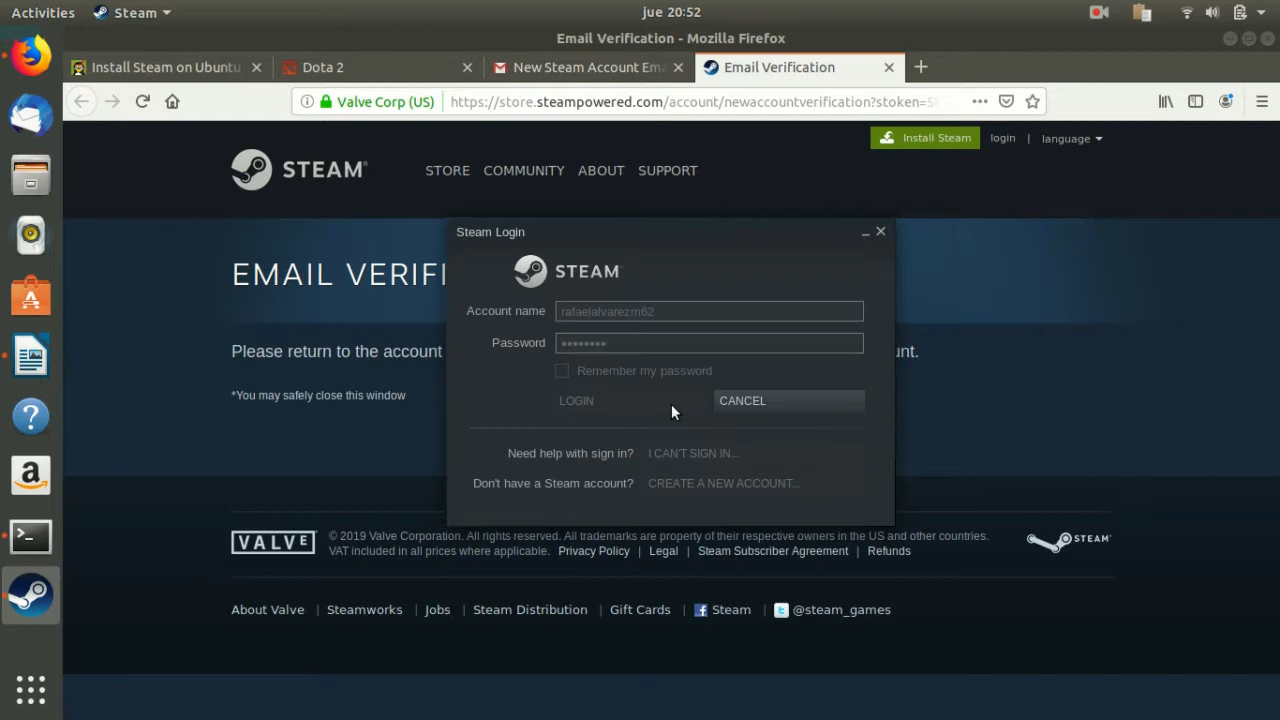 Activities Steam jue 20:52
Email Verification - Mozilla Firefox
Install Steam on Ubuntu Dota 2 New Steam Account Ema Email Verification
Valve Corp (US) https://store.steampowered.com/account/newaccountverification?stoken=5
Install Steam login | language
STEAM STORE COMMUNITY ABOUT SUPPORT
Steam Login
EMAIL VERIF
STEAM
Account name rafaelalvarezm62
Password ••••••••
Please return to the account unt.
Remember my password
*You may safely close this window
LOGIN CANCEL
Need help with sign in? I CAN'T SIGN IN...
Don't have a Steam account? CREATE A NEW ACCOUNT...
VALVE © 2019 Valve Corporation. All rights reserved. All trademarks are property of their respective owners in the US and other countries. STEAM
VAT included in all prices where applicable. Privacy Policy | Legal | Steam Subscriber Agreement | Refunds
About Valve | Steamworks | Jobs | Steam Distribution | Gift Cards | Steam | @steam_games